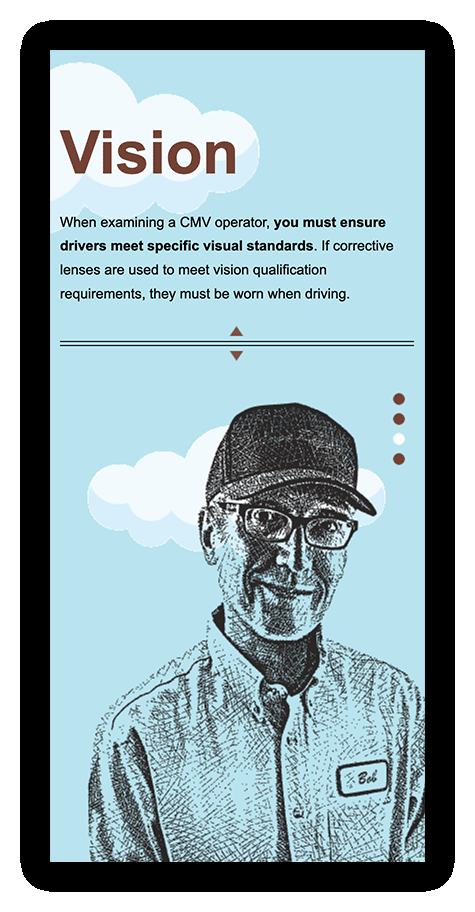 Vision
When examining a CMV operator, you must ensure
drivers meet specific visual standards. If corrective
lenses are used to meet vision qualification
requirements, they must be worn when driving.
Bob